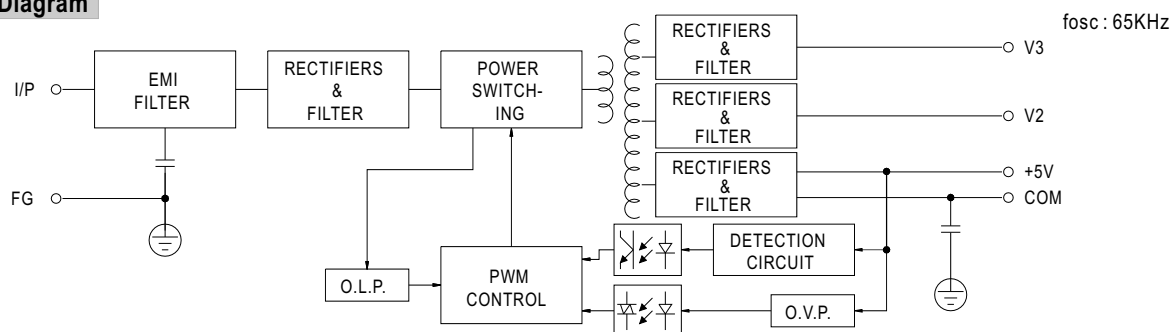 Diagram
fosc : 65KHz
I/P
EMI
FILTER
RECTIFIERS
&
FILTER
POWER
SWITCH-
ING
RECTIFIERS
&
FILTER
V3
RECTIFIERS
&
FILTER
V2
RECTIFIERS
&
FILTER
+5V
COM
FG
O.L.P.
PWM
CONTROL
DETECTION
CIRCUIT
O.V.P.